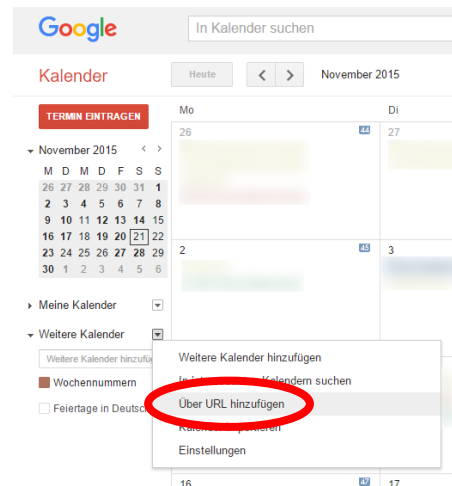 Google
In Kalender suchen
Kalender
Heute
< >
November 2015
TERMIN EINTRAGEN
Mo
Di
November 2015 < >
M D M D F S S
26 27 28 29 30 31 1
2 3 4 5 6 7 8
9 10 11 12 13 14 15
16 17 18 19 20 21 22
23 24 25 26 27 28 29
30 1 2 3 4 5 6
26
44
27
2
45
3
Meine Kalender
Weitere Kalender
Weitere Kalender
Wochennummern
Feiertage in
Weitere Kalender hinzufügen
Kalendern suchen
Über URL hinzufügen
Einstellungen
16
47
17